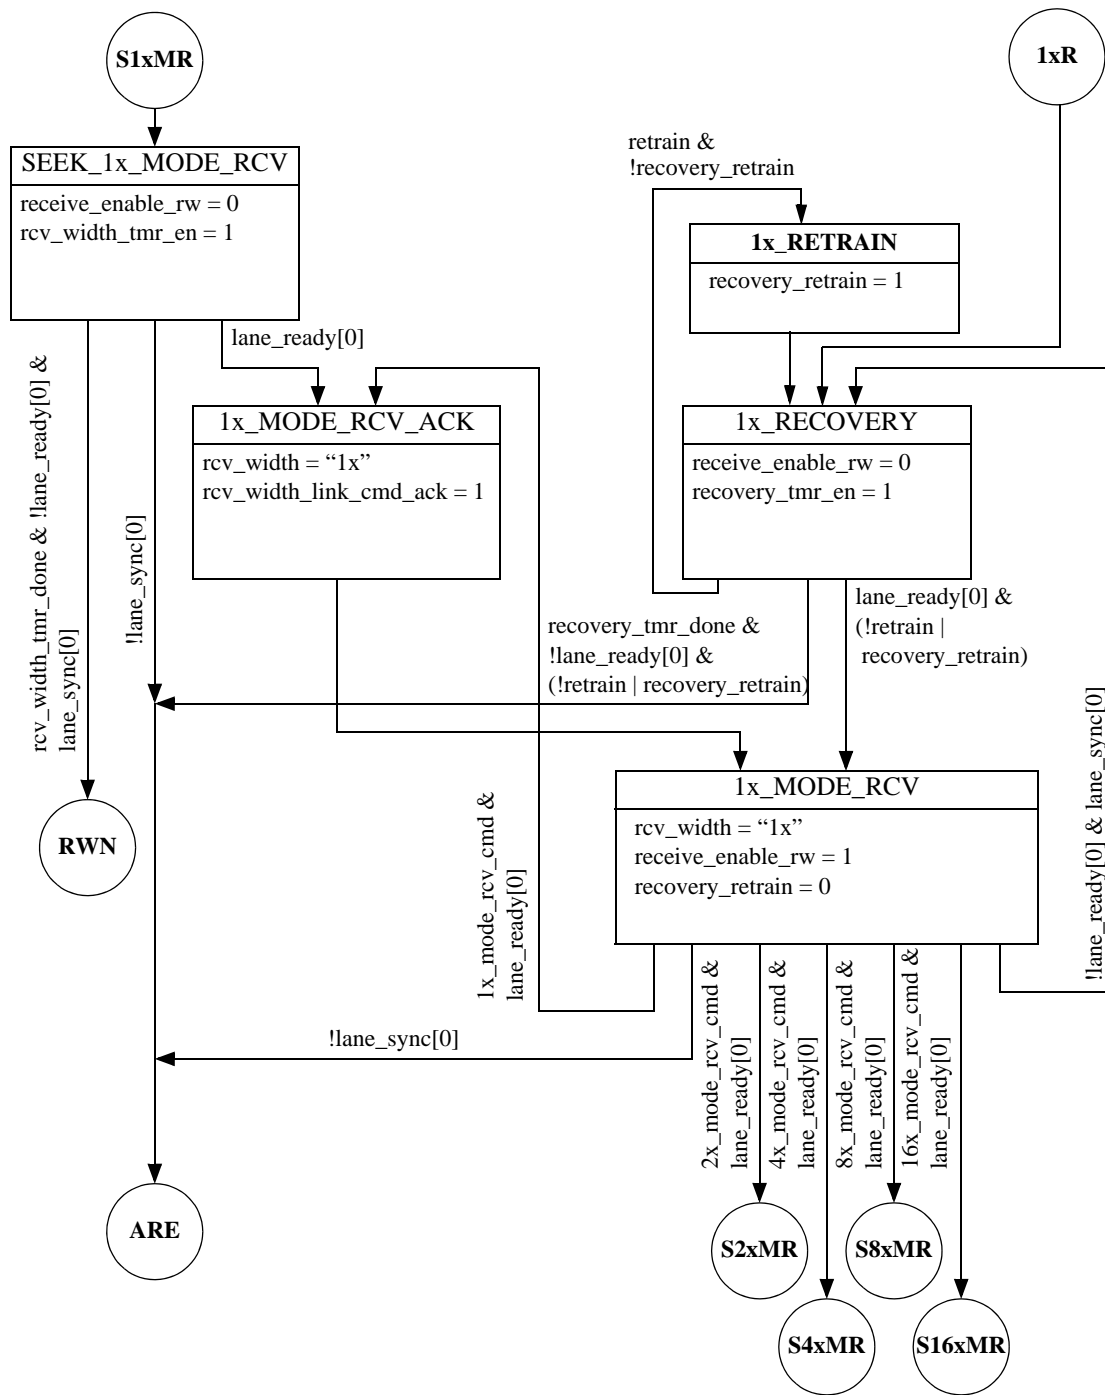 S1xMR
1xR
SEEK_1x_MODE_RCV
receive_enable_rw = 0
rcv_width_tmr_en = 1
retrain &
!recovery_retrain
1x_RETRAIN
recovery_retrain = 1
lane_ready[0]
rcv_width_tmr_done & !lane_ready[0] &
lane_sync[0]
!lane_sync[0]
1x_MODE_RCV_ACK
rcv_width = “1x”
rcv_width_link_cmd_ack = 1
1x_RECOVERY
receive_enable_rw = 0
recovery_tmr_en = 1
recovery_tmr_done &
!lane_ready[0] &
(!retrain | recovery_retrain)
lane_ready[0] &
(!retrain |
recovery_retrain)
RWN
1x_MODE_RCV
rcv_width = “1x”
receive_enable_rw = 1
recovery_retrain = 0
1x_mode_rcv_cmd &
lane_ready[0]
!lane_ready[0] & lane_sync[0]
!lane_sync[0]
2x_mode_rcv_cmd &
lane_ready[0]
4x_mode_rcv_cmd &
lane_ready[0]
8x_mode_rcv_cmd &
lane_ready[0]
16x_mode_rcv_cmd &
lane_ready[0]
ARE
S2xMR
S8xMR
S4xMR
S16xMR